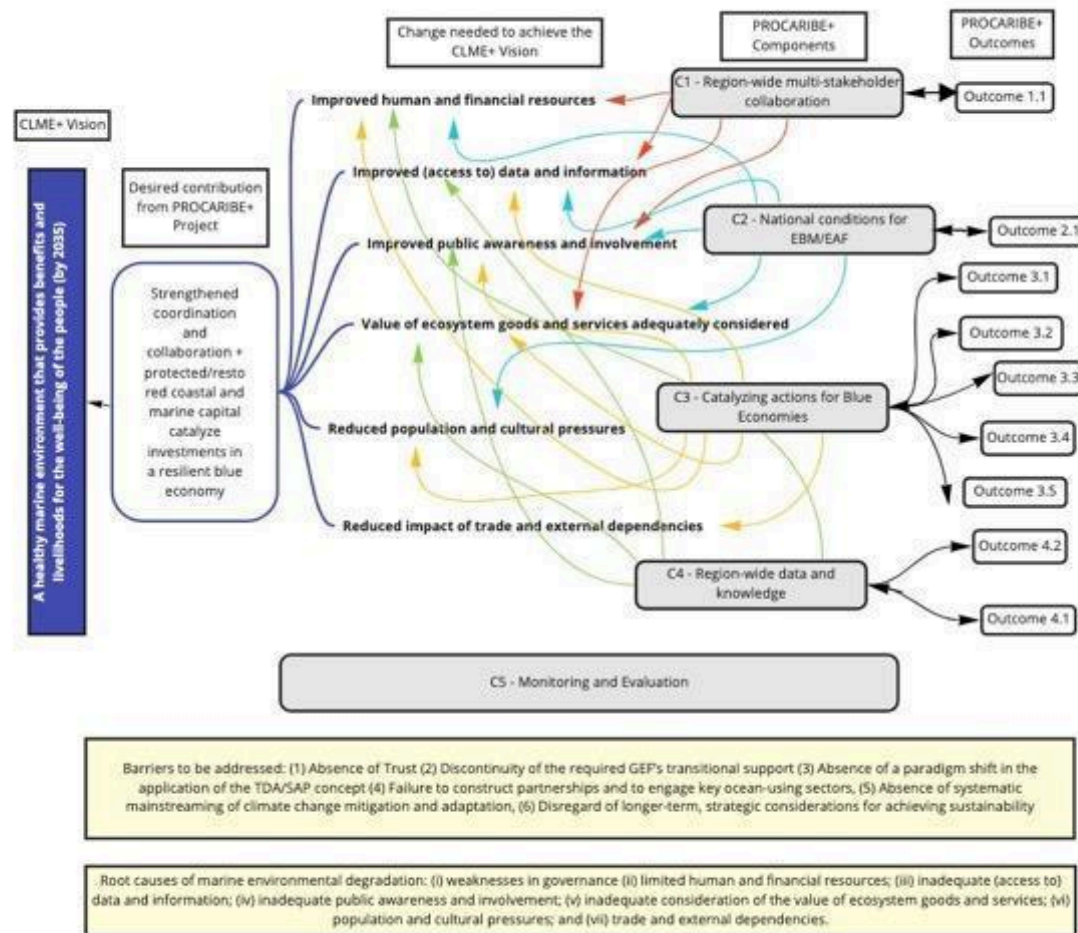 Change needed to achieve the
CLME+ Vision
PROCARIBE+
Components
PROCARIBE+
Outcomes
C1 - Region-wide multi-stakeholder
collaboration
Outcome 1.1
Improved human and financial resources
CLME+ Vision
Improved (access to) data and information
Desired contribution
from PROCARIBE+
Project
C2 - National conditions for
EBM/EAF
Outcome 2.1
Improved public awareness and involvement
A healthy marine environment that provides benefits and
livelihoods for the well-being of the people (by 2035)
Strengthened
coordination
and
collaboration +
protected/resto
red coastal and
marine capital
catalyze
investments in
a resilient blue
economy
Value of ecosystem goods and services adequately considered
Outcome 3.1
Outcome 3.2
Outcome 3.3
C3 - Catalyzing actions for Blue
Economies
Reduced population and cultural pressures
Outcome 3.4
Outcome 3.5
Reduced impact of trade and external dependencies
Outcome 4.2
C4 - Region-wide data and
knowledge
Outcome 4.1
C5 - Monitoring and Evaluation
Barriers to be addressed: (1) Absence of Trust (2) Discontinuity of the required GEF's transitional support (3) Absence of a paradigm shift in the
application of the TDA/SAP concept (4) Failure to construct partnerships and to engage key ocean-using sectors, (5) Absence of systematic
mainstreaming of climate change mitigation and adaptation, (6) Disregard of longer-term, strategic considerations for achieving sustainability
Root causes of marine environmental degradation: (i) weaknesses in governance (ii) limited human and financial resources; (iii) inadequate (access to)
data and information; (iv) inadequate public awareness and involvement; (v) inadequate consideration of the value of ecosystem goods and services; (vi)
population and cultural pressures; and (vii) trade and external dependencies.